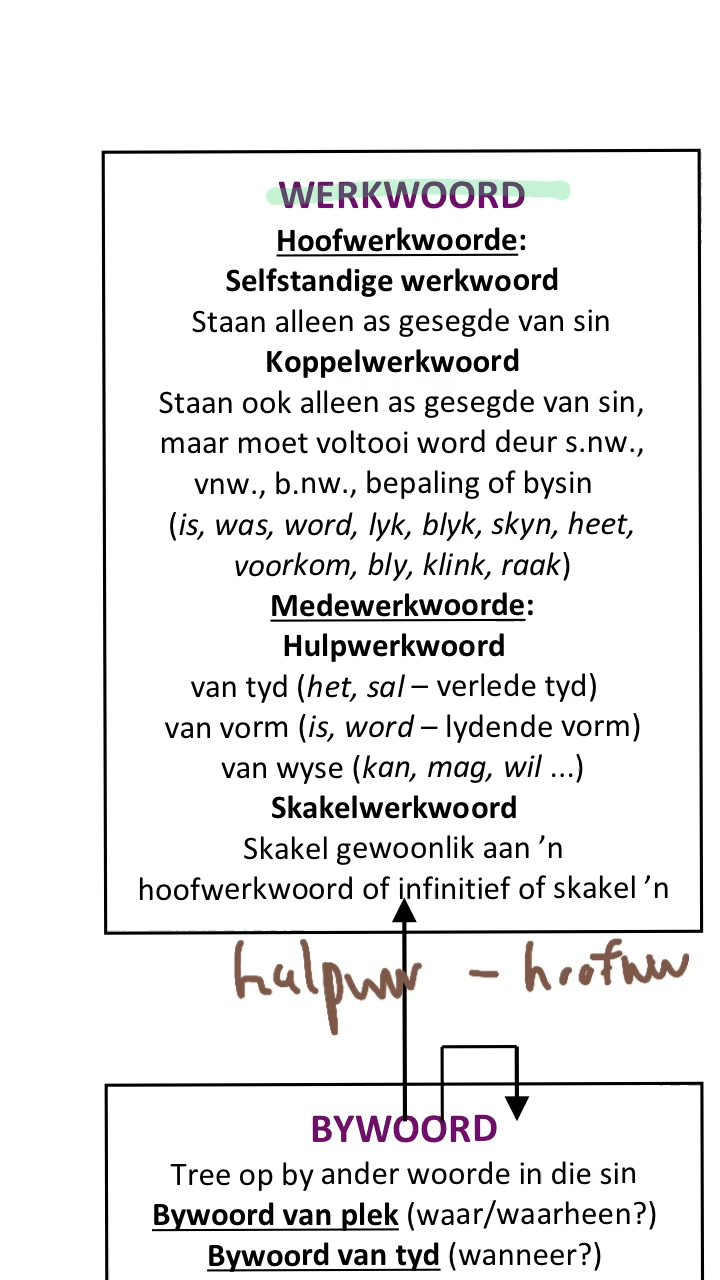 WERKWOORD
Hoofwerkwoorde:
Selfstandige werkwoord
Staan alleen as gesegde van sin
Koppelwerkwoord
Staan ook alleen as gesegde van sin,
maar moet voltooi word deur s.nw.,
vnw., b.nw., bepaling of bysin
(is, was, word, lyk, blyk, skyn, heet,
voorkom, bly, klink, raak)
Medewerkwoorde:
Hulpwerkwoord
van tyd (het, sal – verlede tyd)
van vorm (is, word – lydende vorm)
van wyse (kan, mag, wil ...)
Skakelwerkwoord
Skakel gewoonlik aan ’n
hoofwerkwoord of infinitief of skakel ’n
hulpww – hoofww
BYWOORD
Tree op by ander woorde in die sin
Bywoord van plek (waar/waarheen?)
Bywoord van tyd (wanneer?)